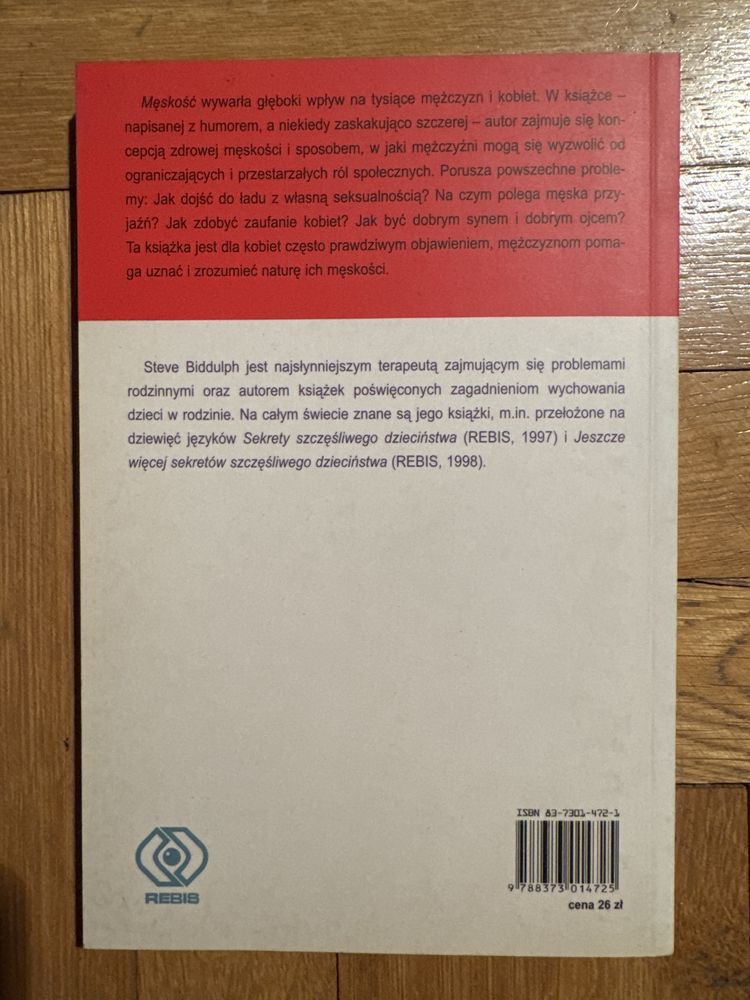 Męskość wywarła głęboki wpływ na tysiące mężczyzn i kobiet. W książce –
napisanej z humorem, a niekiedy zaskakująco szczerej – autor zajmuje się kon-
cepcją zdrowej męskości i sposobem, w jaki mężczyźni mogą się wyzwolić od
ograniczających i przestarzałych ról społecznych. Porusza powszechne proble-
my: Jak dojść do ładu z własną seksualnością? Na czym polega męska przy-
jaźń? Jak zdobyć zaufanie kobiet? Jak być dobrym synem i dobrym ojcem?
Ta książka jest dla kobiet często prawdziwym objawieniem, mężczyznom poma-
ga uznać i zrozumieć naturę ich męskości.
Steve Biddulph jest najsłynniejszym terapeutą zajmującym się problemami
rodzinnymi oraz autorem książek poświęconych zagadnieniom wychowania
dzieci w rodzinie. Na całym świecie znane są jego książki, m.in. przełożone na
dziewięć języków Sekrety szczęśliwego dzieciństwa (REBIS, 1997) i Jeszcze
więcej sekretów szczęśliwego dzieciństwa (REBIS, 1998).
REBIS
ISBN 83-7301-472-1
9 788373 014725
cena 26 zł